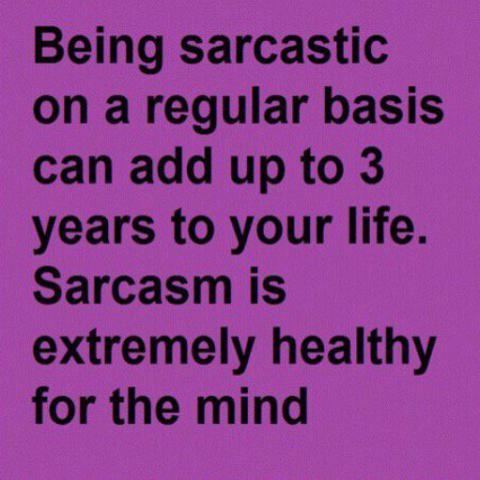 Being sarcastic
on a regular basis
can add up to 3
years to your life.
Sarcasm is
extremely healthy
for the mind